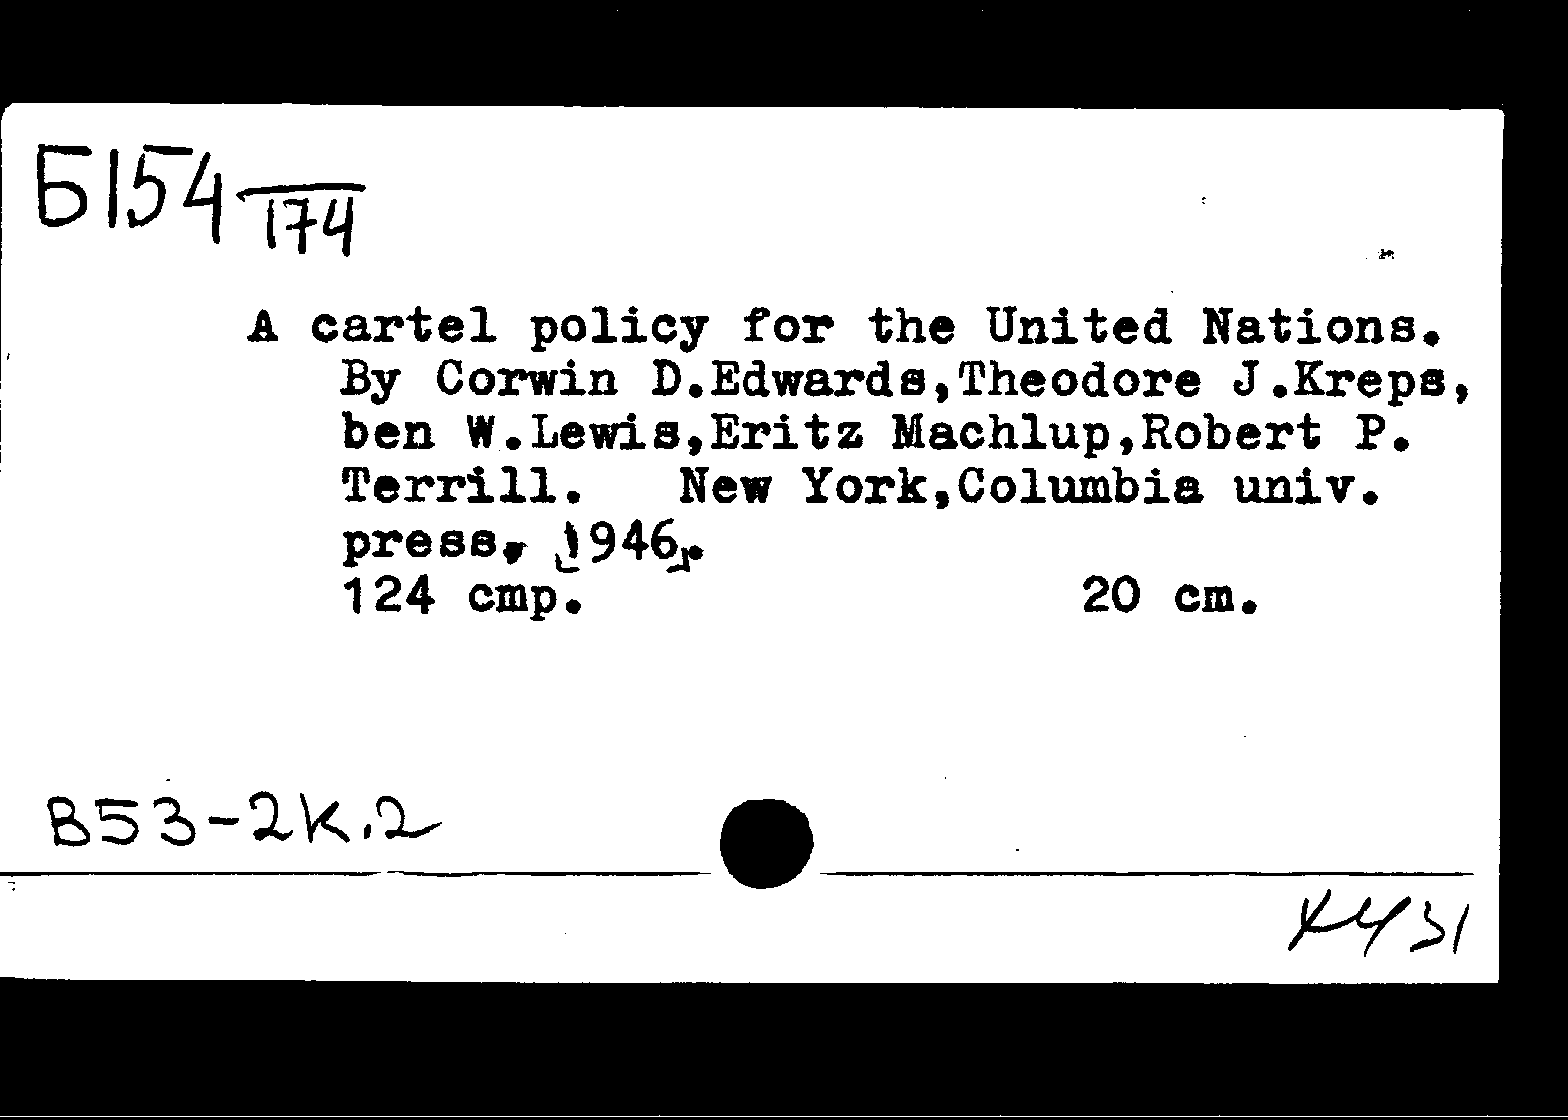 Б154
174
A cartel policy for the United Nations.
By Corwin D.Edwards,Theodore J.Kreps,
ben W.Lewis,Eritz Machlup,Robert P.
Terrill. New York,Columbia univ.
press, [1946].
124 cmp. 20 cm.
B53-2K.2